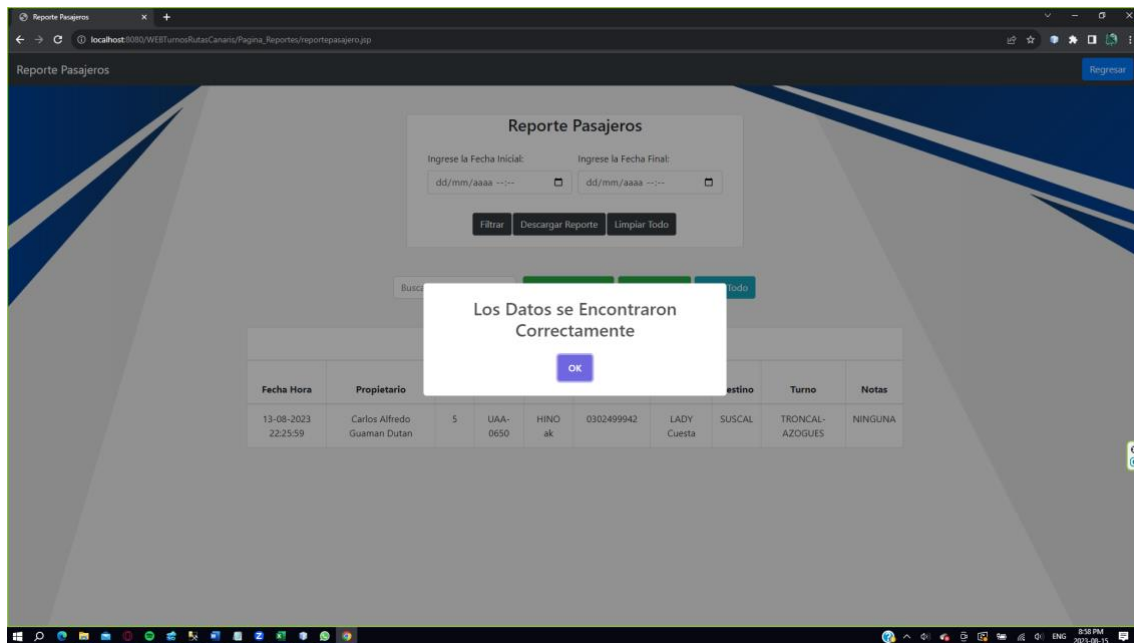 Reporte Pasajeros
localhost:8080/WEBTurnosRutasCanaris/Pagina_Reportes/reportepasajero.jsp
Reporte Pasajeros
Regresar
Reporte Pasajeros
Ingrese la Fecha Inicial: Ingrese la Fecha Final:
dd/mm/aaaa --:-- dd/mm/aaaa --:--
Filtrar Descargar Reporte Limpiar Todo
Todo
Los Datos se Encontraron
Correctamente
OK
Fecha Hora Propietario Turno Notas
13-08-2023 Carlos Alfredo 5 UAA- HINO 0302499942 LADY SUSCAL TRONCAL- NINGUNA
22:25:59 Guaman Dutan 0650 ak Cuesta AZOGUES
ENG
8:58 PM
2023-08-15